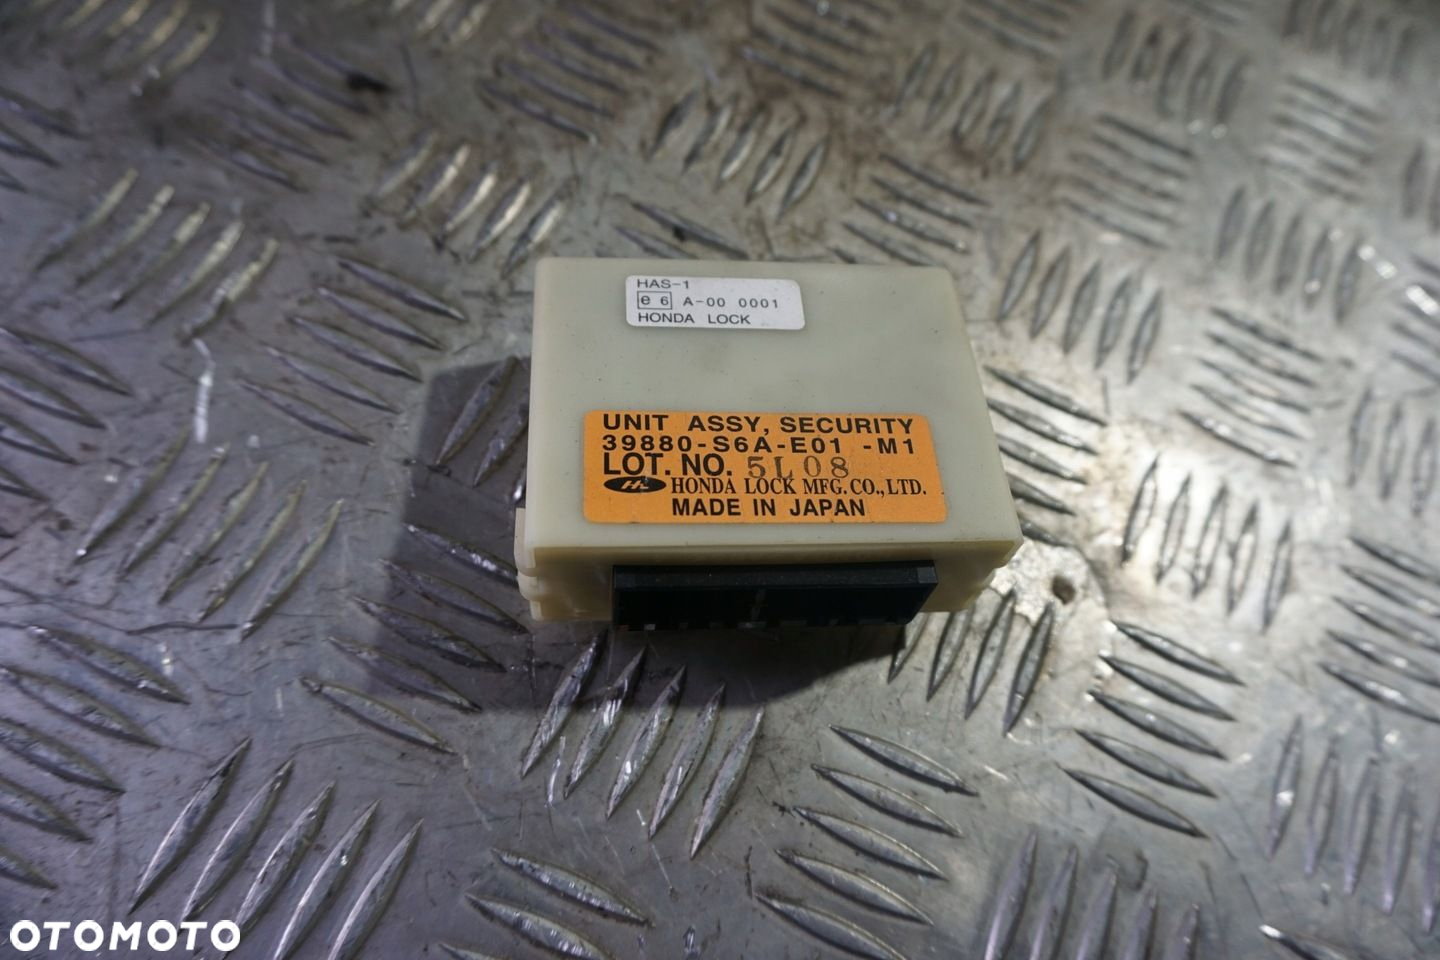 HAS-1
e 6 A-00 0001
HONDA LOCK
UNIT ASSY, SECURITY
39880-S6A-E01 -M1
LOT. NO. 5L08
HL HONDA LOCK MFG. CO., LTD.
MADE IN JAPAN
OTOMOTO